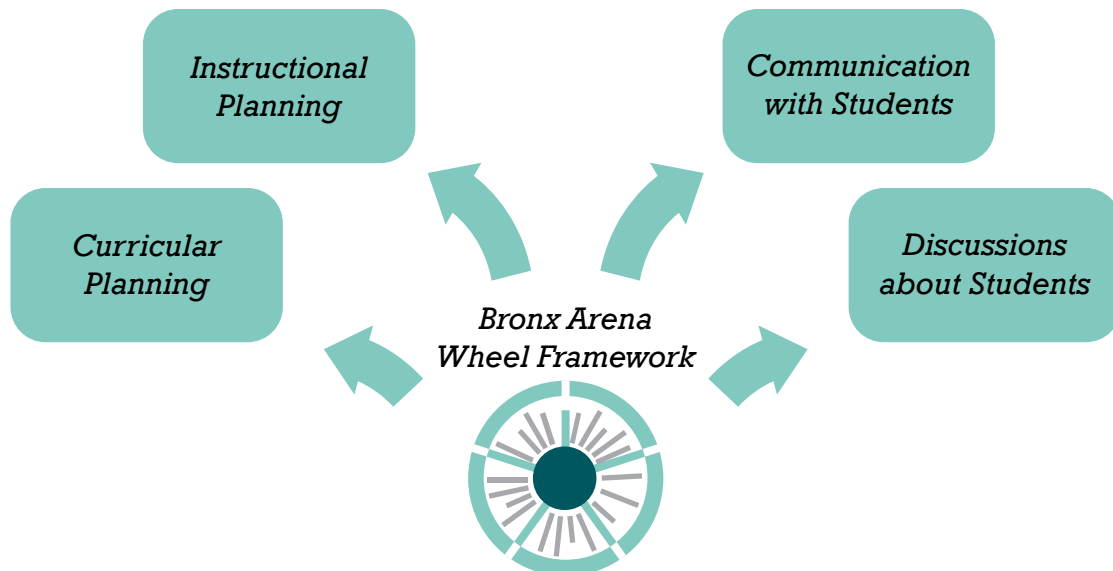 Instructional
Planning
Communication
with Students
Curricular
Planning
Discussions
about Students
Bronx Arena
Wheel Framework